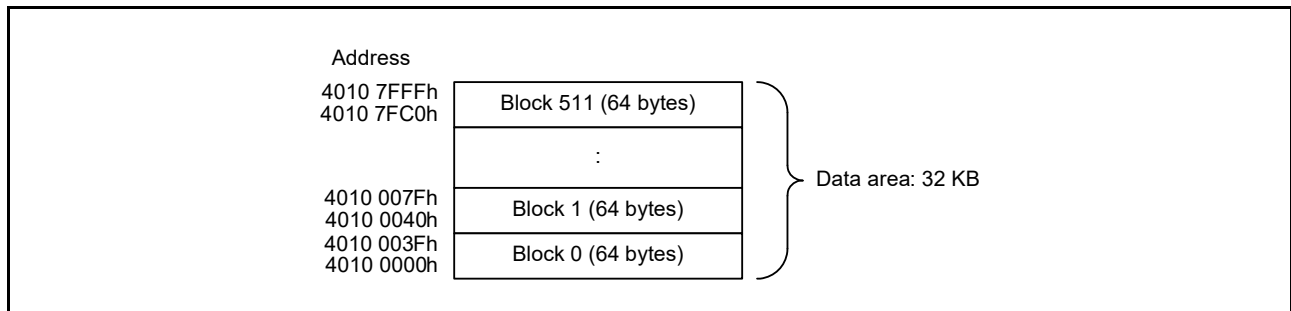 Address
4010 7FFFh
4010 7FC0h
Block 511 (64 bytes)
:
Data area: 32 KB
4010 007Fh
4010 0040h
Block 1 (64 bytes)
4010 003Fh
4010 0000h
Block 0 (64 bytes)